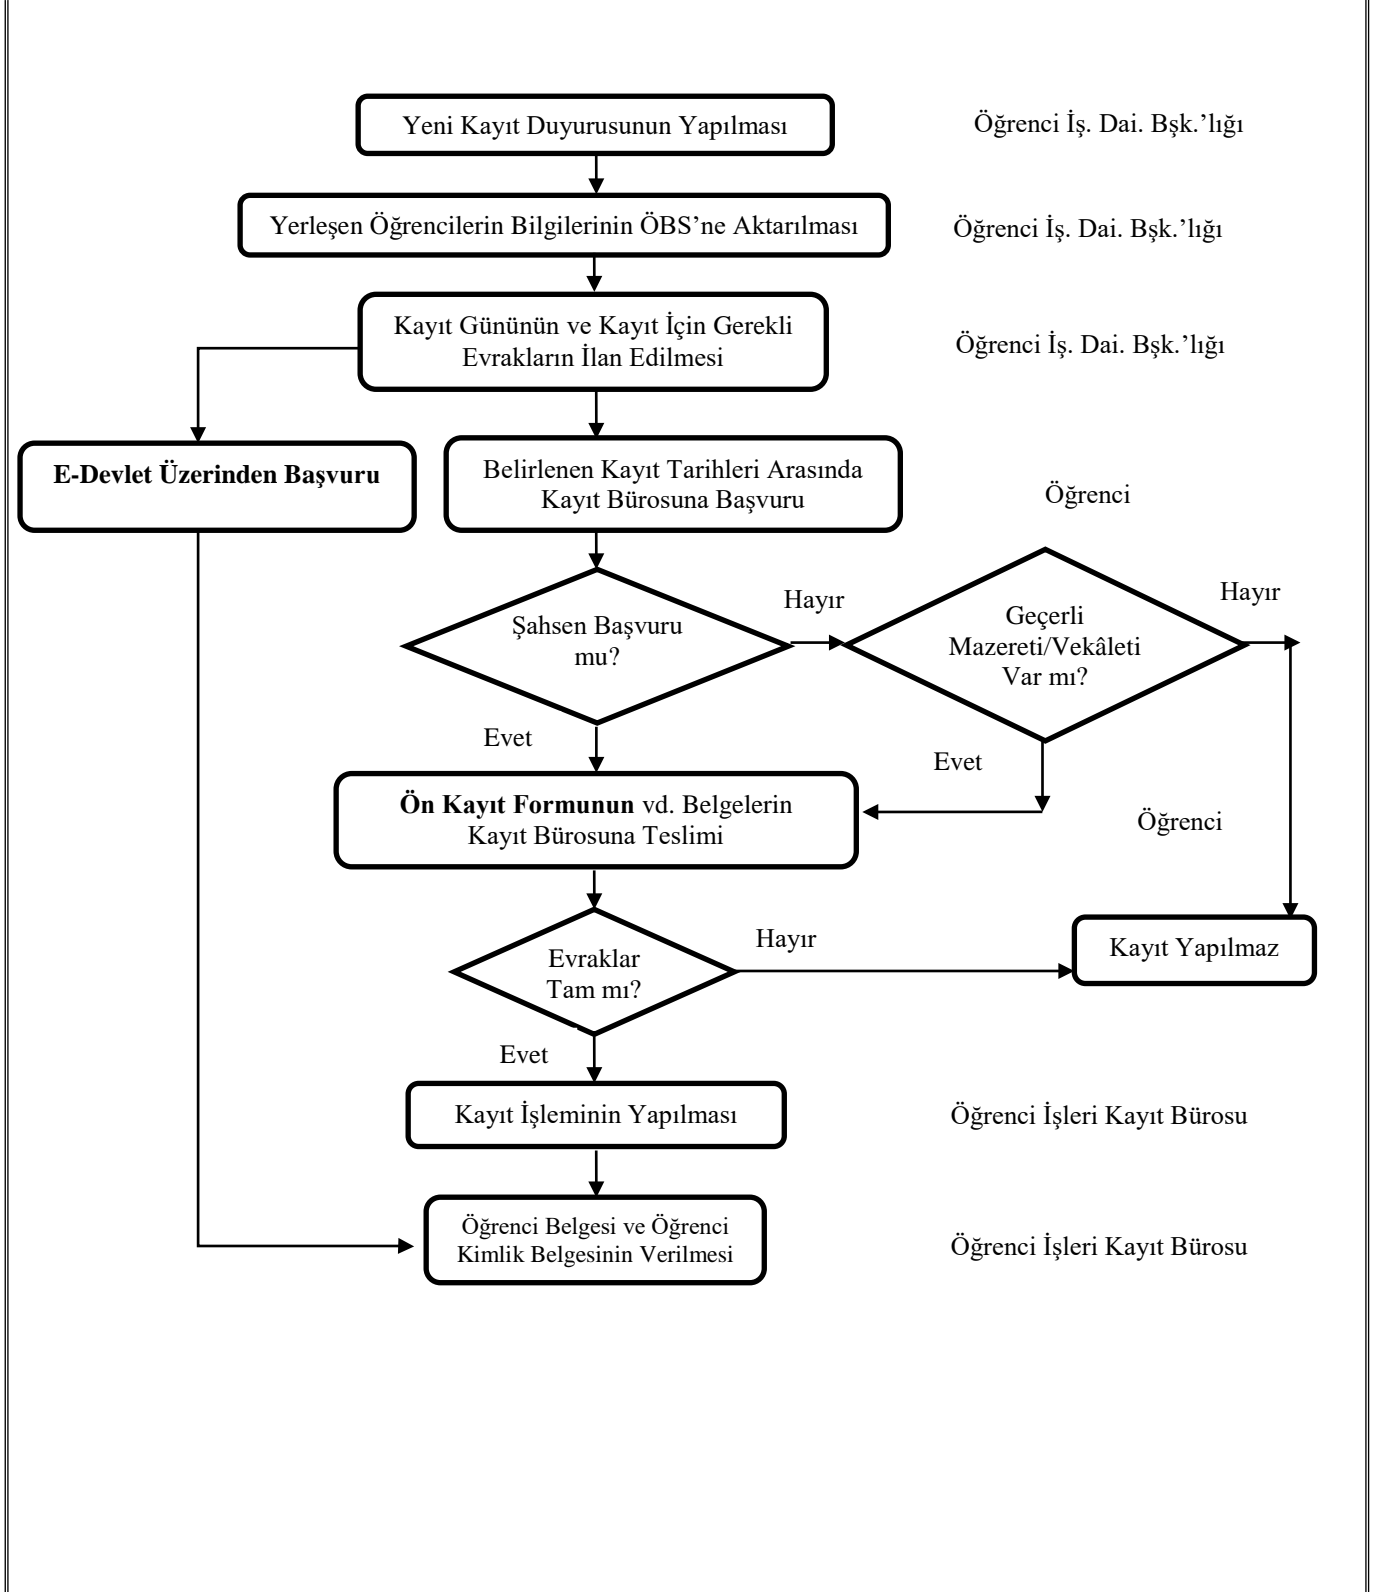 Yeni Kayıt Duyurusunun Yapılması
Öğrenci İş. Dai. Bşk.’lığı
Yerleşen Öğrencilerin Bilgilerinin ÖBS’ne Aktarılması
Öğrenci İş. Dai. Bşk.’lığı
Kayıt Gününün ve Kayıt İçin Gerekli
Evrakların İlan Edilmesi
Öğrenci İş. Dai. Bşk.’lığı
E-Devlet Üzerinden Başvuru
Belirlenen Kayıt Tarihleri Arasında
Kayıt Bürosuna Başvuru
Öğrenci
Şahsen Başvuru
mu?
Hayır
Geçerli
Mazereti/Vekâleti
Var mı?
Hayır
Evet
Evet
Ön Kayıt Formunun vd. Belgelerin
Kayıt Bürosuna Teslimi
Öğrenci
Evraklar
Tam mı?
Hayır
Kayıt Yapılmaz
Evet
Kayıt İşleminin Yapılması
Öğrenci İşleri Kayıt Bürosu
Öğrenci Belgesi ve Öğrenci
Kimlik Belgesinin Verilmesi
Öğrenci İşleri Kayıt Bürosu